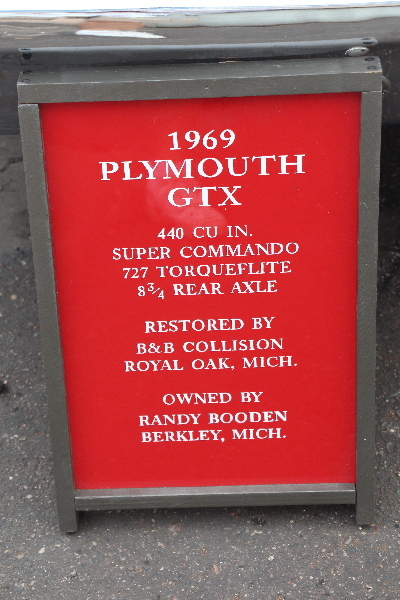 1969
PLYMOUTH
GTX
440 CU IN.
SUPER COMMANDO
727 TORQUEFLITE
8¾ REAR AXLE
RESTORED BY
B&B COLLISION
ROYAL OAK, MICH.
OWNED BY
RANDY BOODEN
BERKLEY, MICH.